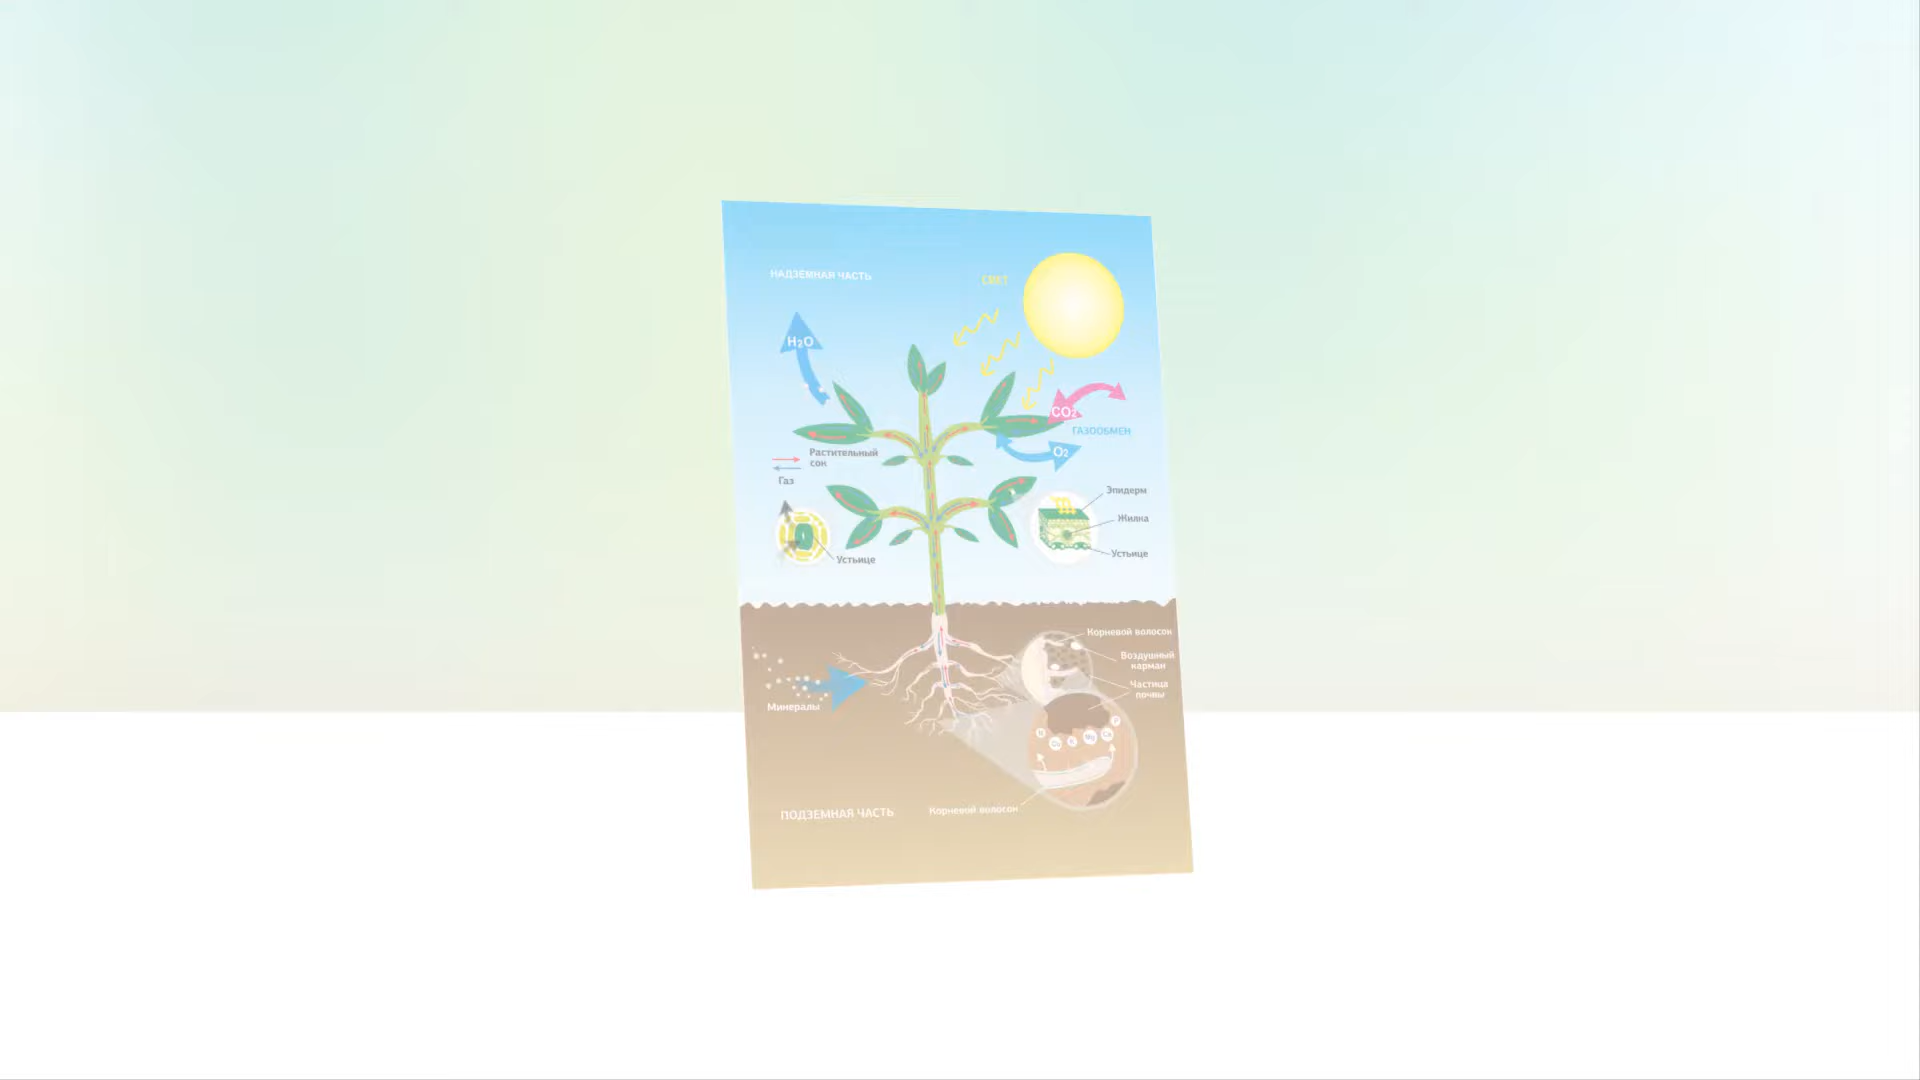 НАДЗЕМНАЯ ЧАСТЬ
СВЕТ
H₂O
CO₂
ГАЗООБМЕН
O₂
Растительный
сок
Газ
Эпидерм
Жилка
Устьице
Устьице
Корневой волосок
Воздушный
карман
Частица
почвы
Минералы
ПОДЗЕМНАЯ ЧАСТЬ
Корневой волосок